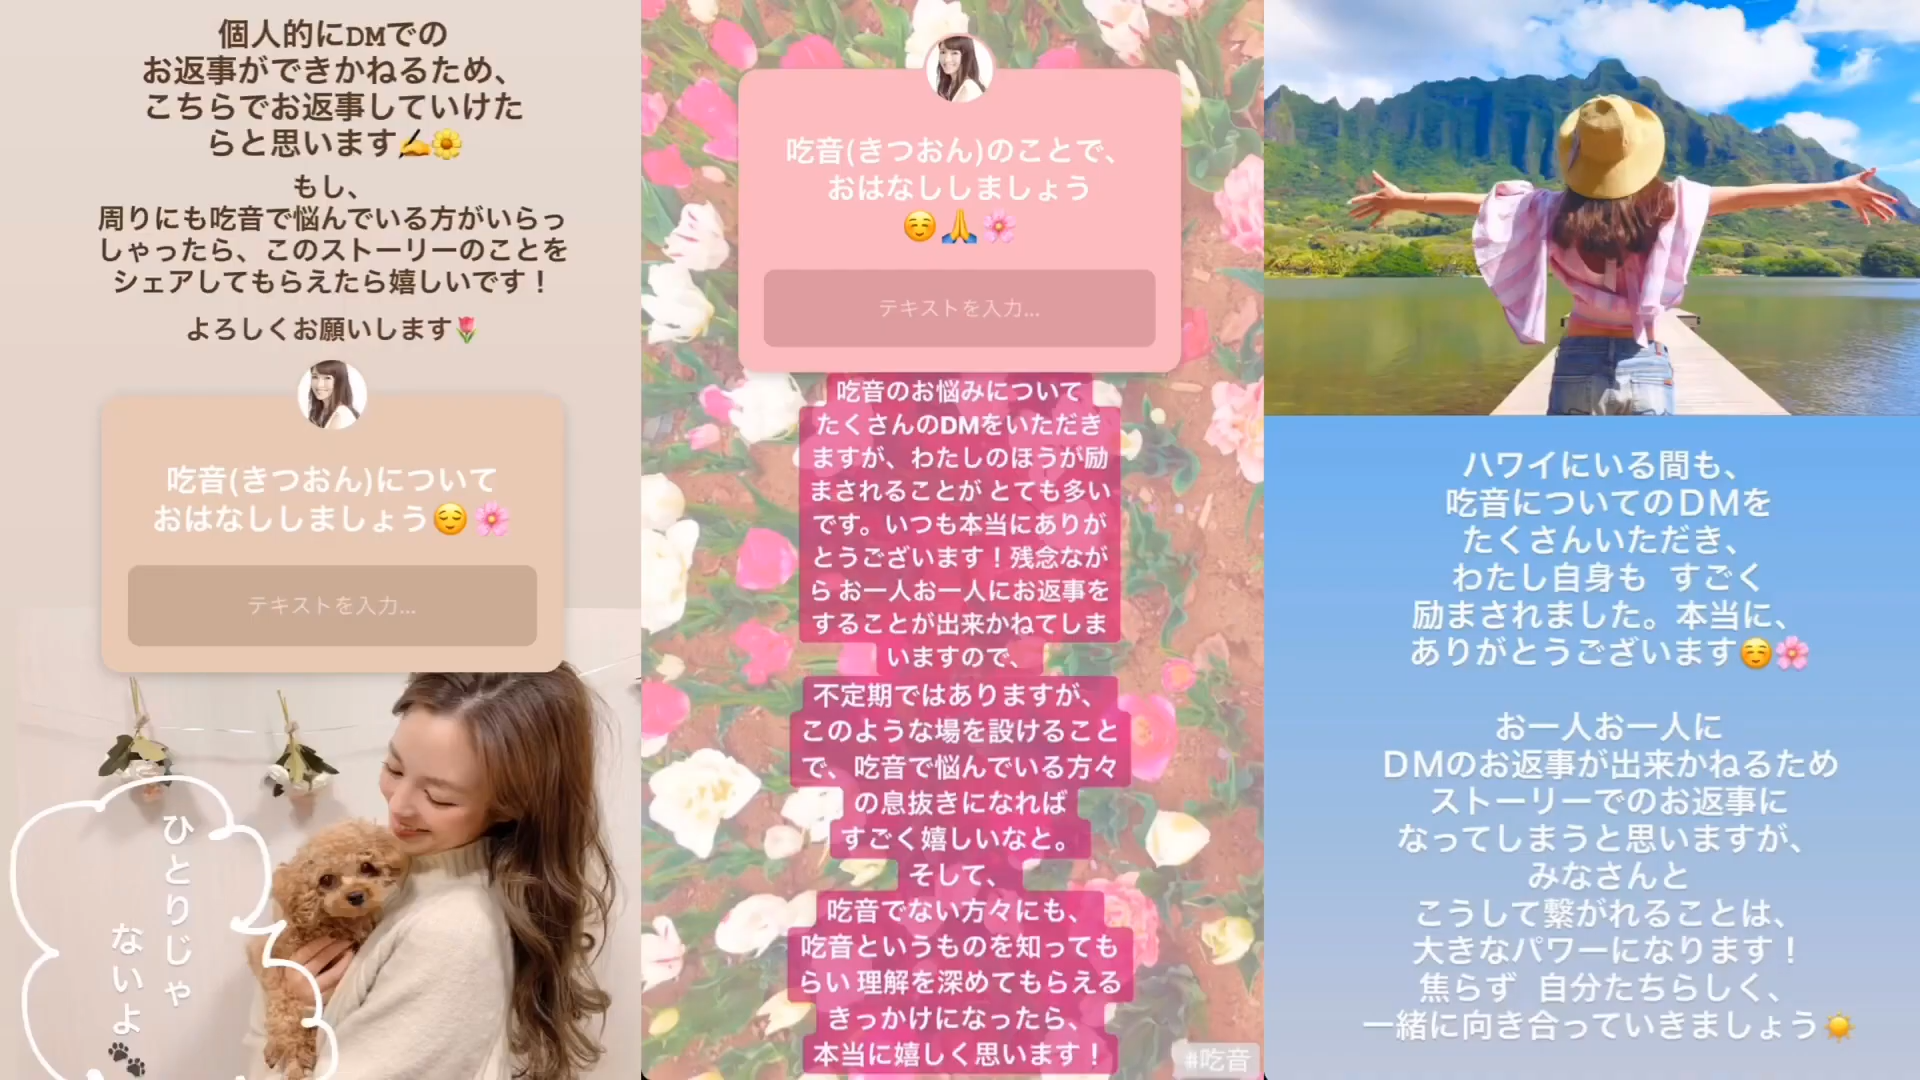 個人的にDMでの
お返事ができかねるため、
こちらでお返事していけた
らと思います✍🌼
もし、
周りにも吃音で悩んでいる方がいらっ
しゃったら、このストーリーのことを
シェアしてもらえたら嬉しいです！
よろしくお願いします🌷
吃音(きつおん)について
おはなししましょう😌🌸
テキストを入力...
ひとりじゃ
ないよ🐾
吃音(きつおん)のことで、
おはなししましょう
☺️🙏🌸
テキストを入力...
吃音のお悩みについて
たくさんのDMをいただき
ますが、わたしのほうが励
まされることが とても多い
です。いつも本当にありが
とうございます！残念なが
ら お一人お一人にお返事を
することが出来かねてしま
いますので、
不定期ではありますが、
このような場を設けること
で、吃音で悩んでいる方々
の息抜きになれば
すごく嬉しいなと。
そして、
吃音でない方々にも、
吃音というものを知っても
らい 理解を深めてもらえる
きっかけになったら、
本当に嬉しく思います！
#吃音
ハワイにいる間も、
吃音についてのDMを
たくさんいただき、
わたし自身も すごく
励まされました。本当に、
ありがとうございます☺️🌸
お一人お一人に
DMのお返事が出来かねるため
ストーリーでのお返事に
なってしまうと思いますが、
みなさんと
こうして繋がれることは、
大きなパワーになります！
焦らず 自分たちらしく、
一緒に向き合っていきましょう☀️